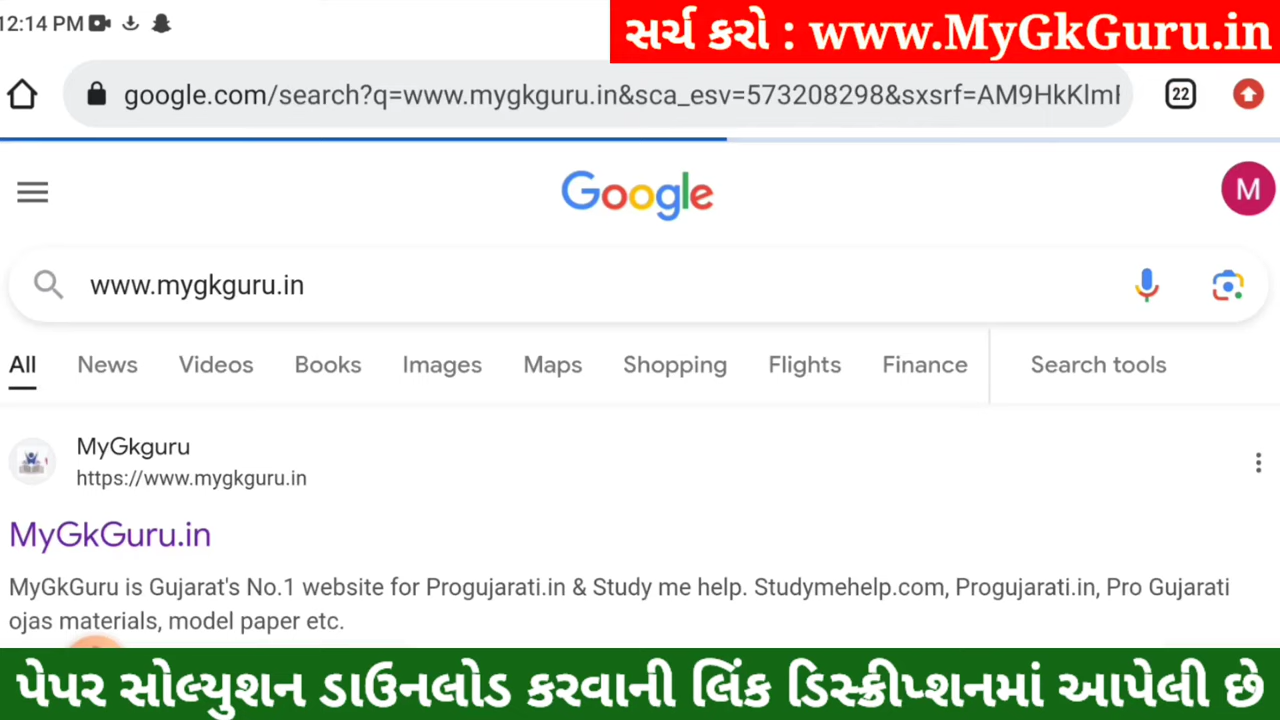 12:14 PM
સર્ચ કરો : www.MyGkGuru.in
google.com/search?q=www.mygkguru.in&sca_esv=573208298&sxsrf=AM9HkKlm
22
Google
M
www.mygkguru.in
All News Videos Books Images Maps Shopping Flights Finance Search tools
MyGkguru
https://www.mygkguru.in
MyGkGuru.in
MyGkGuru is Gujarat's No.1 website for Progujarati.in & Study me help. Studymehelp.com, Progujarati.in, Pro Gujarati
ojas materials, model paper etc.
પેપર સોલ્યુશન ડાઉનલોડ કરવાની લિંક ડિસ્ક્રીપ્શનમાં આપેલી છે